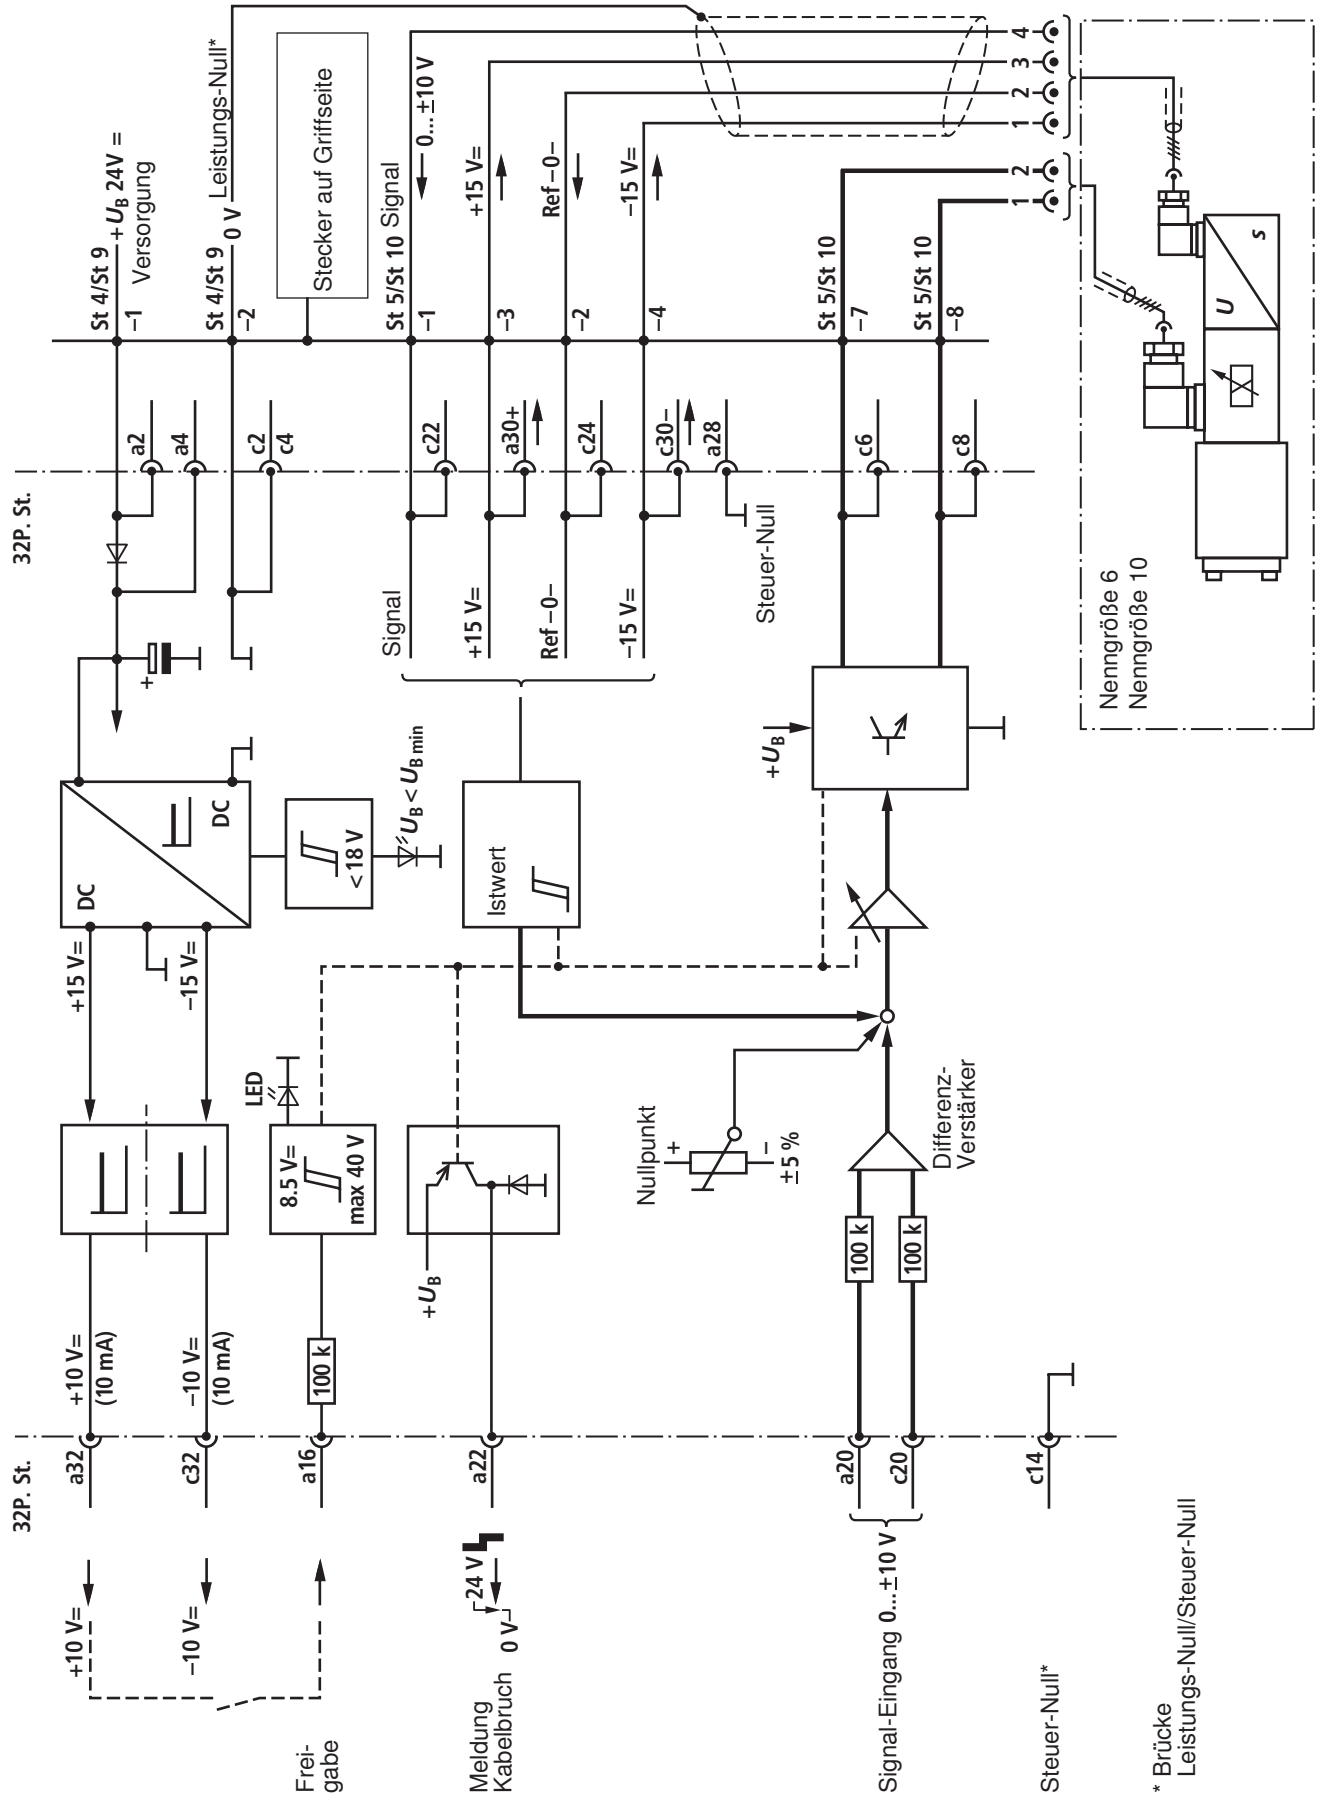 32P. St.
+10 V=
a32
+10 V=
(10 mA)
+15 V=
DC
DC
–10 V=
c32
–10 V=
(10 mA)
–15 V=
Frei-
gabe
a16
100 k
8.5 V=
max 40 V
LED
< 18 V
UB < UB min
Meldung
Kabelbruch
24 V
0 V
a22
+UB
Istwert
Nullpunkt
+
–
±5 %
Signal-Eingang 0...±10 V
a20
c20
100 k
100 k
Differenz-
Verstärker
+UB
Steuer-Null*
c14
* Brücke
Leistungs-Null/Steuer-Null
32P. St.
+
a2
a4
St 4/St 9
–1
+UB 24V =
Versorgung
c2
c4
St 4/St 9
–2
0 V
Leistungs-Null*
Stecker auf Griffseite
Signal
c22
St 5/St 10
–1
Signal
0...±10 V
+15 V=
a30+
–3
+15 V=
Ref –0–
c24
–2
Ref –0–
–15 V=
c30–
–4
–15 V=
Steuer-Null
a28
c6
St 5/St 10
–7
c8
St 5/St 10
–8
1
2
1
2
3
4
Nenngröße 6
Nenngröße 10
U
s